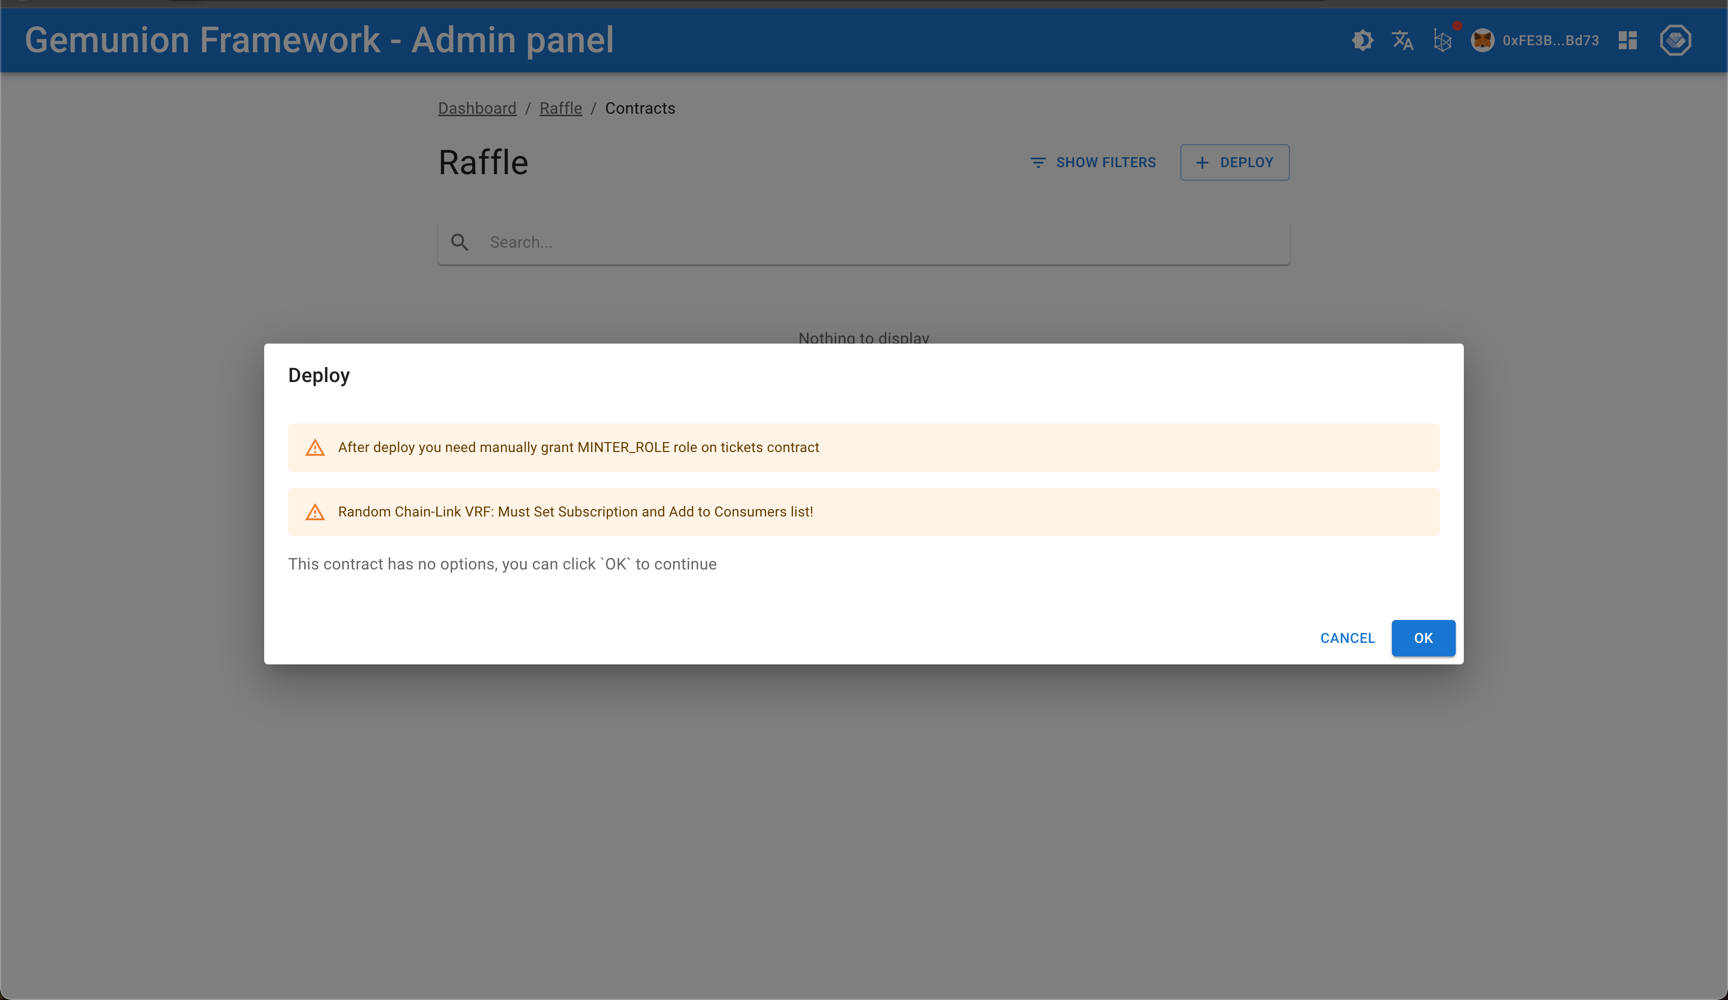 Gemunion Framework - Admin panel
0xFE3B...Bd73
Dashboard / Raffle / Contracts
Raffle
SHOW FILTERS
+ DEPLOY
Search...
Nothing to display
Deploy
After deploy you need manually grant MINTER_ROLE role on tickets contract
Random Chain-Link VRF: Must Set Subscription and Add to Consumers list!
This contract has no options, you can click `OK` to continue
CANCEL
OK